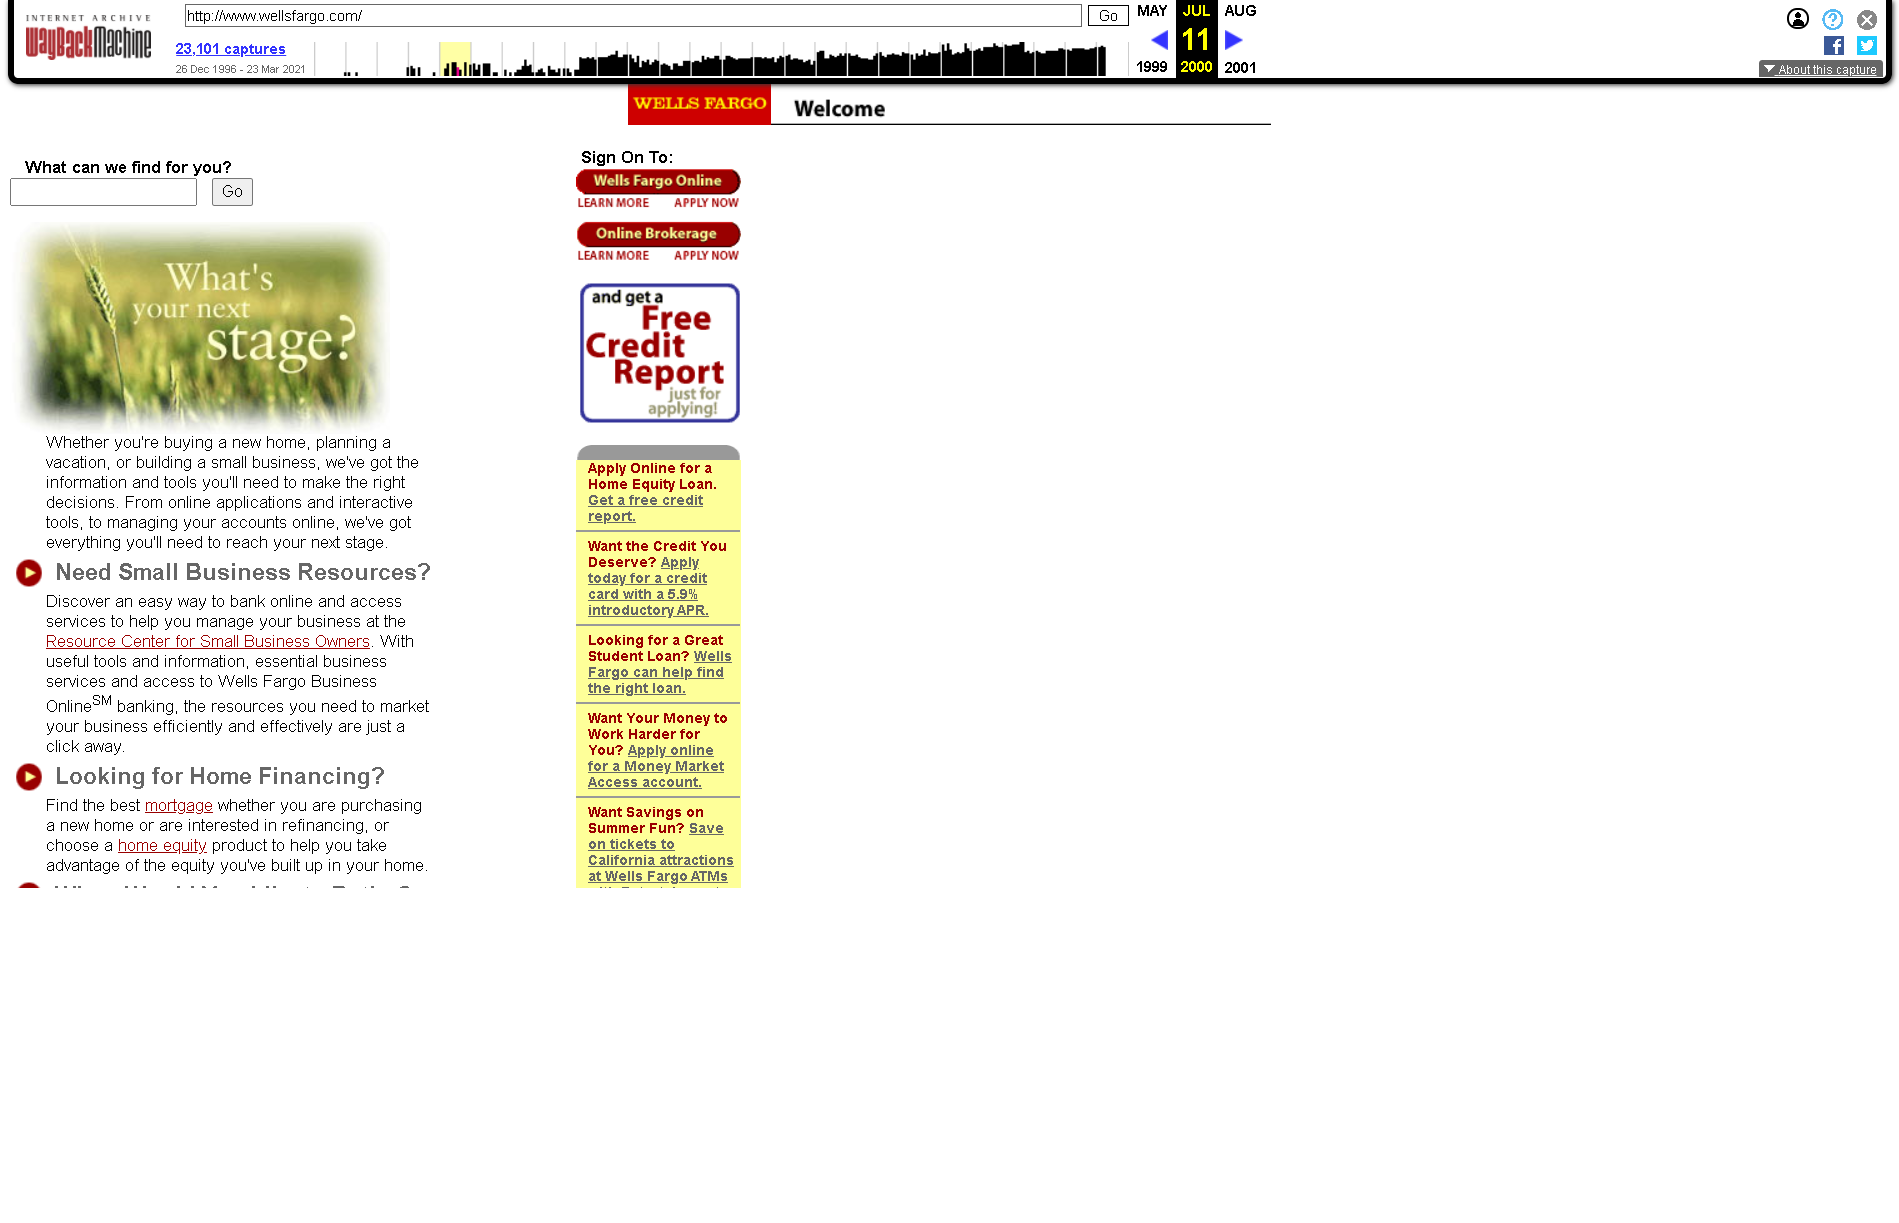 INTERNET ARCHIVE
WayBackMachine
http://www.wellsfargo.com/
Go
23,101 captures
26 Dec 1996 - 23 Mar 2021
MAY
JUL
AUG
11
1999
2000
2001
About this capture
WELLS FARGO
Welcome
What can we find for you?
Go
What's
your next
stage?
Whether you're buying a new home, planning a
vacation, or building a small business, we've got the
information and tools you'll need to make the right
decisions. From online applications and interactive
tools, to managing your accounts online, we've got
everything you'll need to reach your next stage.
Need Small Business Resources?
Discover an easy way to bank online and access
services to help you manage your business at the
Resource Center for Small Business Owners. With
useful tools and information, essential business
services and access to Wells Fargo Business
OnlineSM banking, the resources you need to market
your business efficiently and effectively are just a
click away.
Looking for Home Financing?
Find the best mortgage whether you are purchasing
a new home or are interested in refinancing, or
choose a home equity product to help you take
advantage of the equity you've built up in your home.
Sign On To:
Wells Fargo Online
LEARN MORE APPLY NOW
Online Brokerage
LEARN MORE APPLY NOW
and get a
Free
Credit
Report
just for
applying!
Apply Online for a
Home Equity Loan.
Get a free credit
report.
Want the Credit You
Deserve? Apply
today for a credit
card with a 5.9%
introductory APR.
Looking for a Great
Student Loan? Wells
Fargo can help find
the right loan.
Want Your Money to
Work Harder for
You? Apply online
for a Money Market
Access account.
Want Savings on
Summer Fun? Save
on tickets to
California attractions
at Wells Fargo ATMs